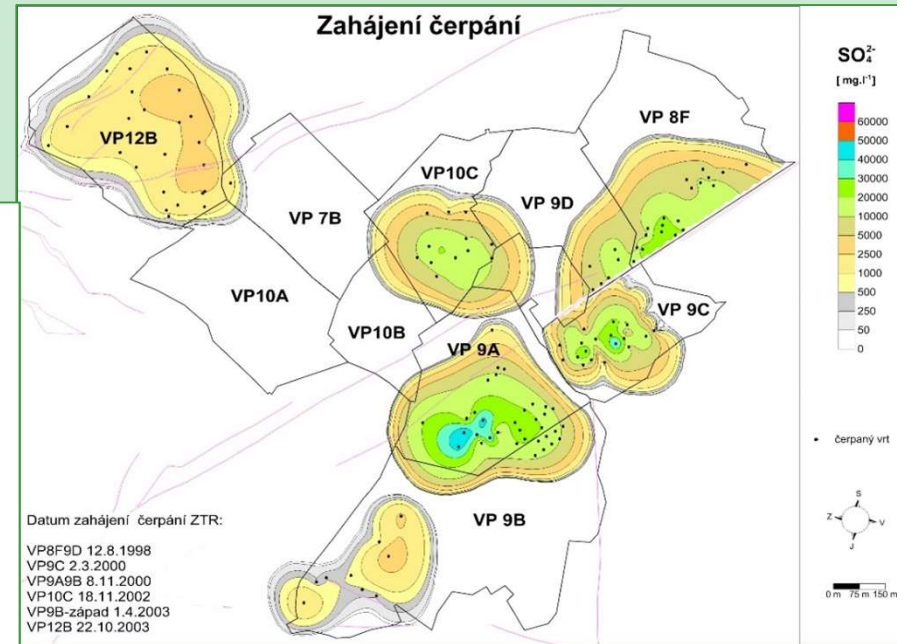 Zahájení čerpání
SO₄²⁻
[ mg.l⁻¹ ]
60000
50000
40000
30000
20000
10000
5000
2500
1000
500
250
50
0
VP 8F
VP12B
VP10C
VP 9D
VP 7B
VP10A
VP 9C
VP10B
VP 9A
VP 9B
čerpaný vrt
S
Z
V
J
0 m 75 m 150 m
Datum zahájení čerpání ZTR:
VP8F9D 12.8.1998
VP9C 2.3.2000
VP9A9B 8.11.2000
VP10C 18.11.2002
VP9B-západ 1.4.2003
VP12B 22.10.2003